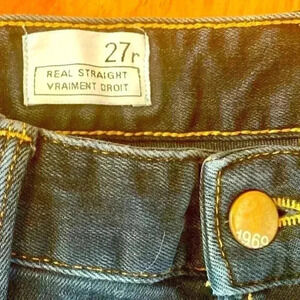 27r
REAL STRAIGHT
VRAIMENT DROIT
1969